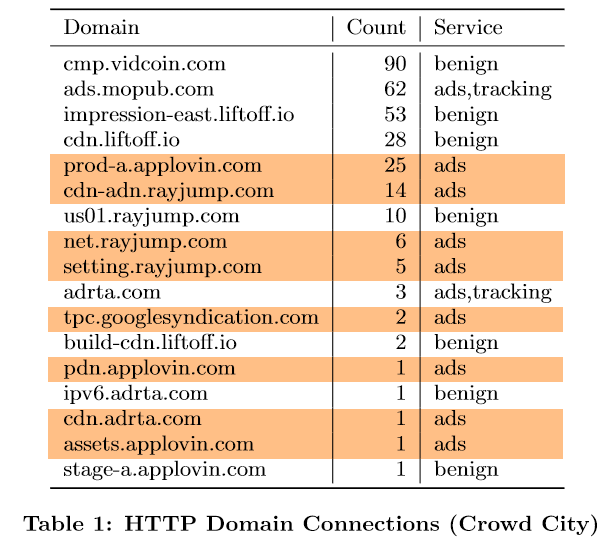 Domain Count Service
cmp.vidcoin.com 90 benign
ads.mopub.com 62 ads,tracking
impression-east.liftoff.io 53 benign
cdn.liftoff.io 28 benign
prod-a.applovin.com 25 ads
cdn-adn.rayjump.com 14 ads
us01.rayjump.com 10 benign
net.rayjump.com 6 ads
setting.rayjump.com 5 ads
adrta.com 3 ads,tracking
tpc.googlesyndication.com 2 ads
build-cdn.liftoff.io 2 benign
pdn.applovin.com 1 ads
ipv6.adrta.com 1 benign
cdn.adrta.com 1 ads
assets.applovin.com 1 ads
stage-a.applovin.com 1 benign
Table 1: HTTP Domain Connections (Crowd City)